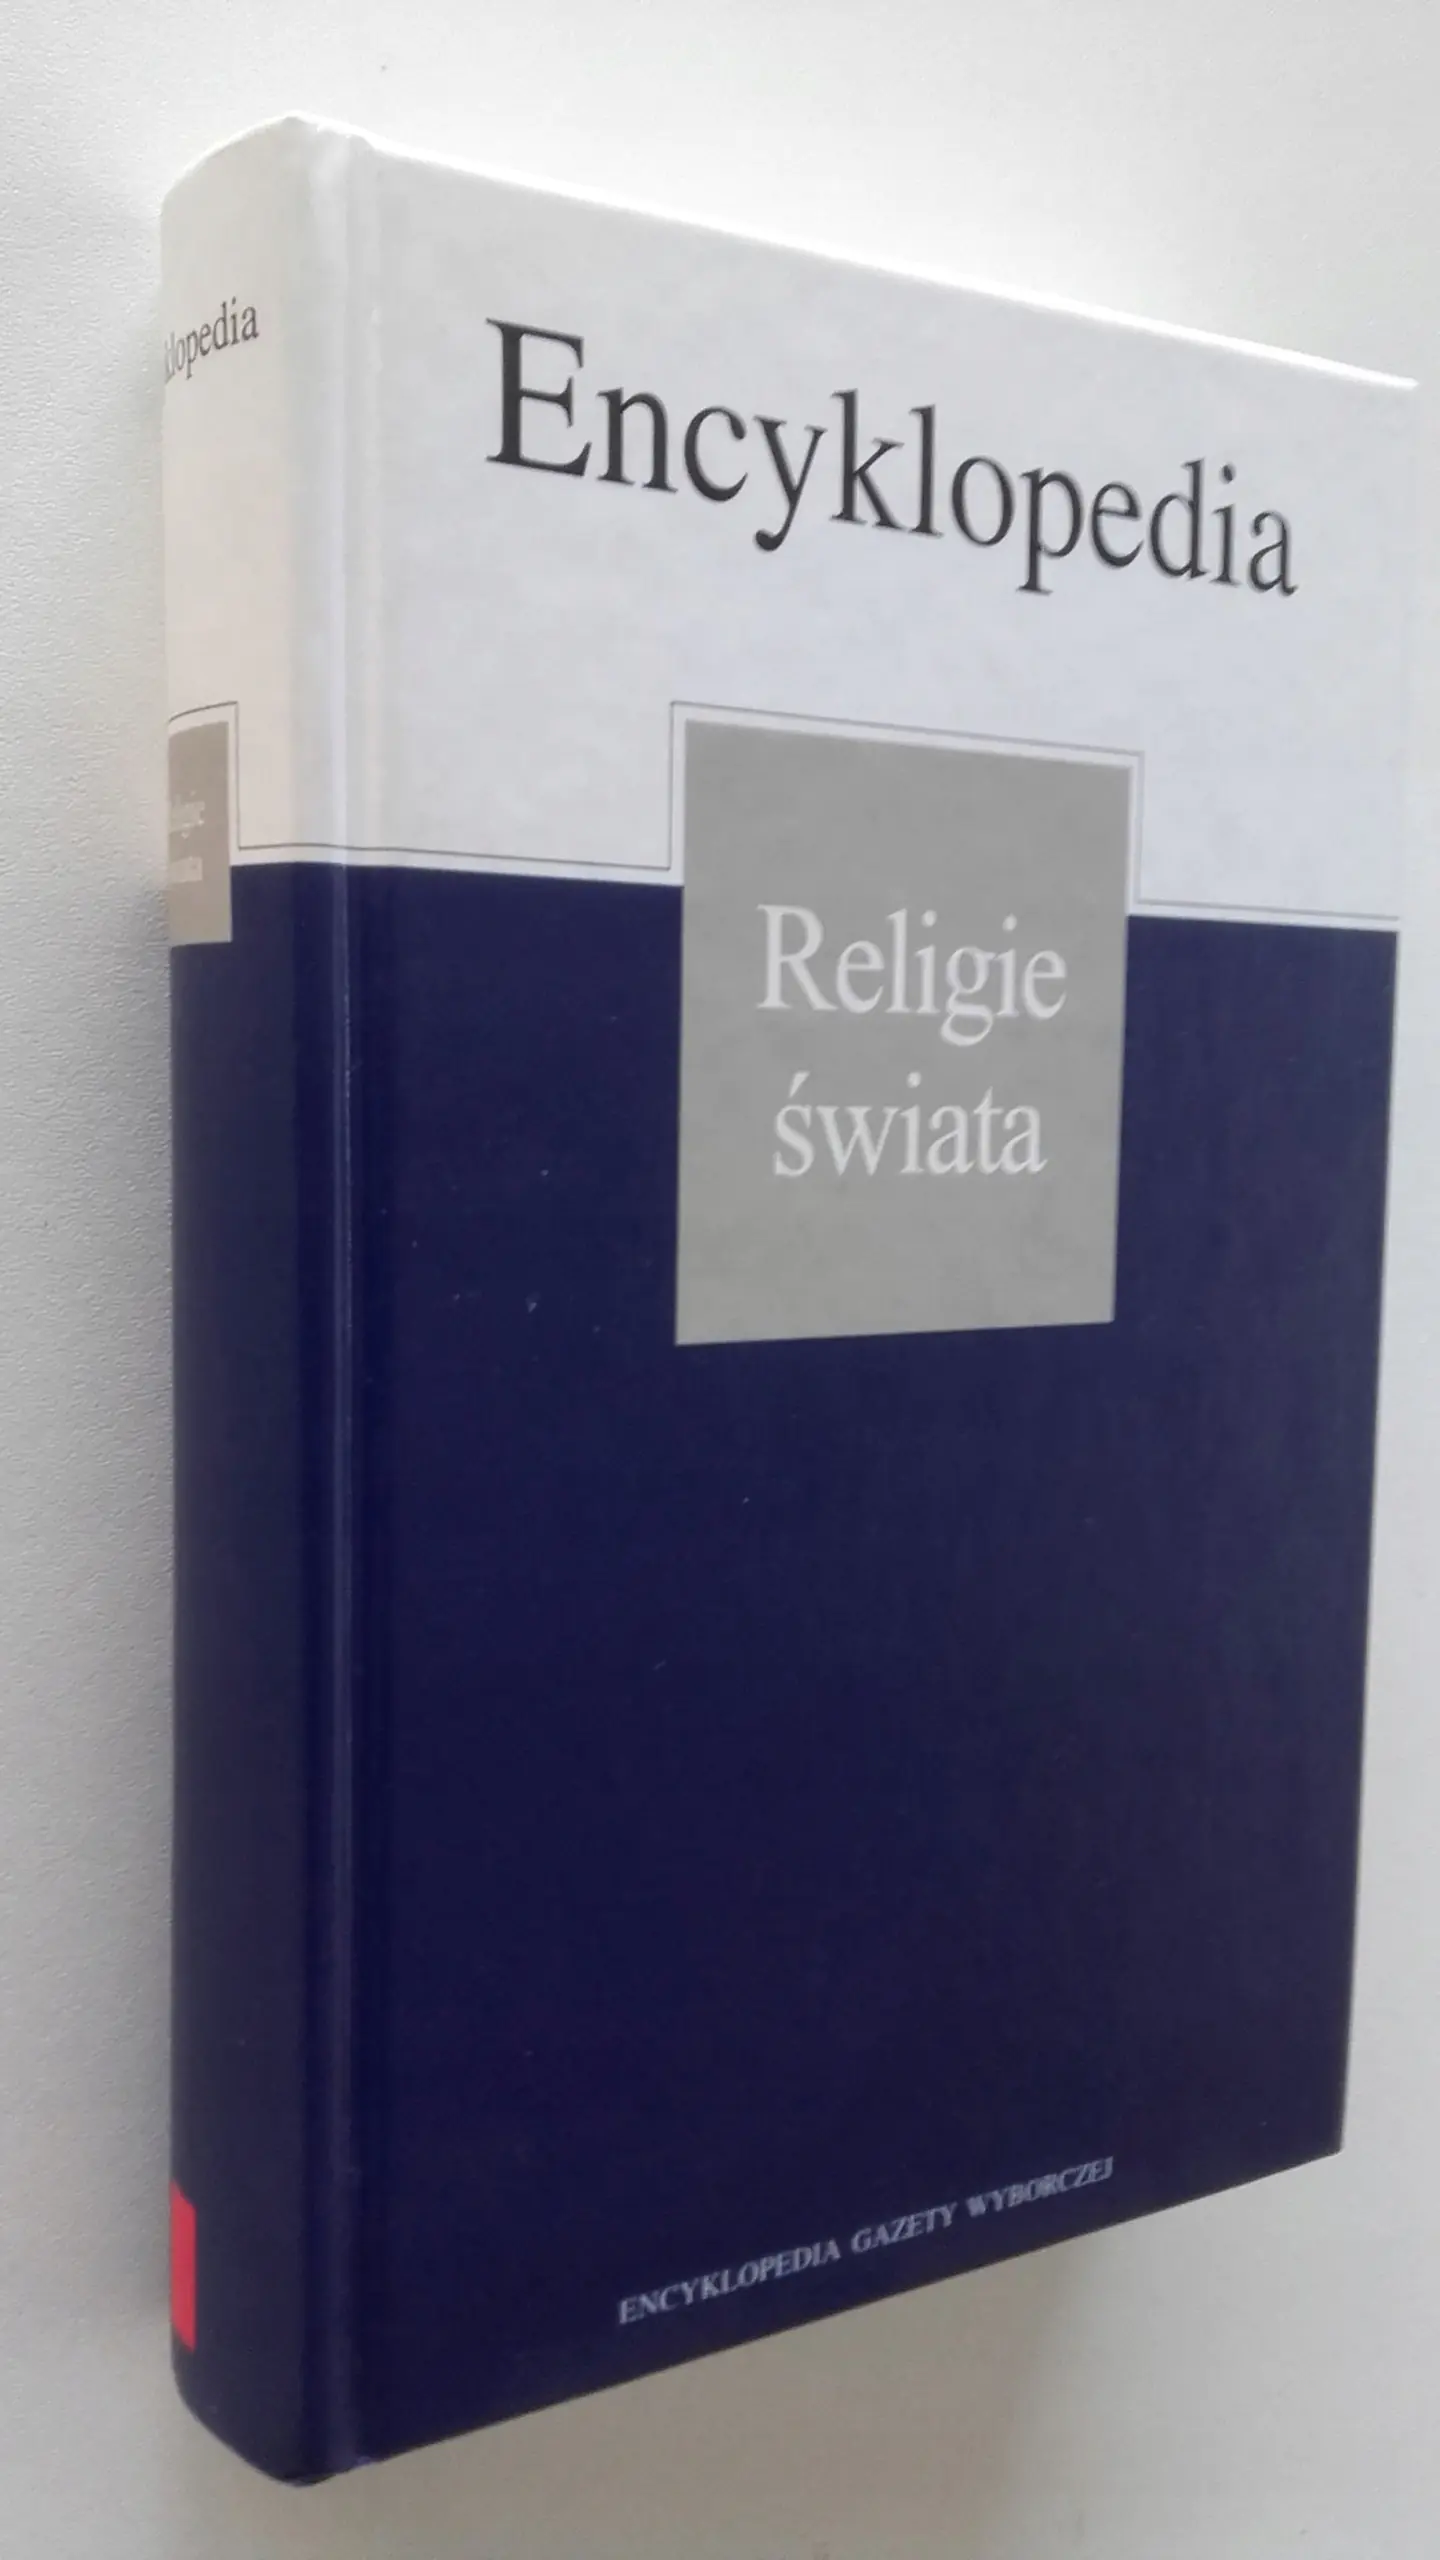 Encyklopedia
Religie
świata
ENCYKLOPEDIA GAZETY WYBORCZEJ